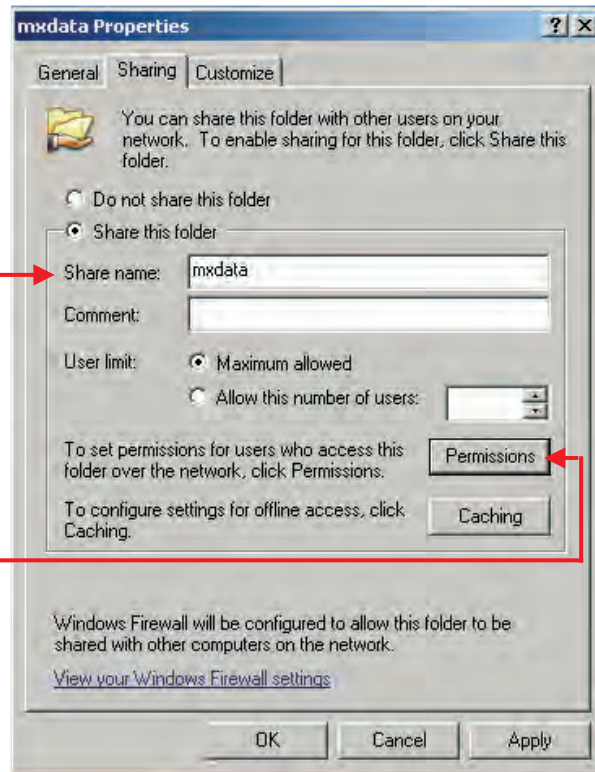 mxdata Properties
General Sharing Customize
You can share this folder with other users on your
network. To enable sharing for this folder, click Share this
folder.
Do not share this folder
Share this folder
Share name: mxdata
Comment:
User limit: Maximum allowed
Allow this number of users:
To set permissions for users who access this
folder over the network, click Permissions.
Permissions
To configure settings for offline access, click
Caching.
Caching
Windows Firewall will be configured to allow this folder to be
shared with other computers on the network.
View your Windows Firewall settings
OK Cancel Apply